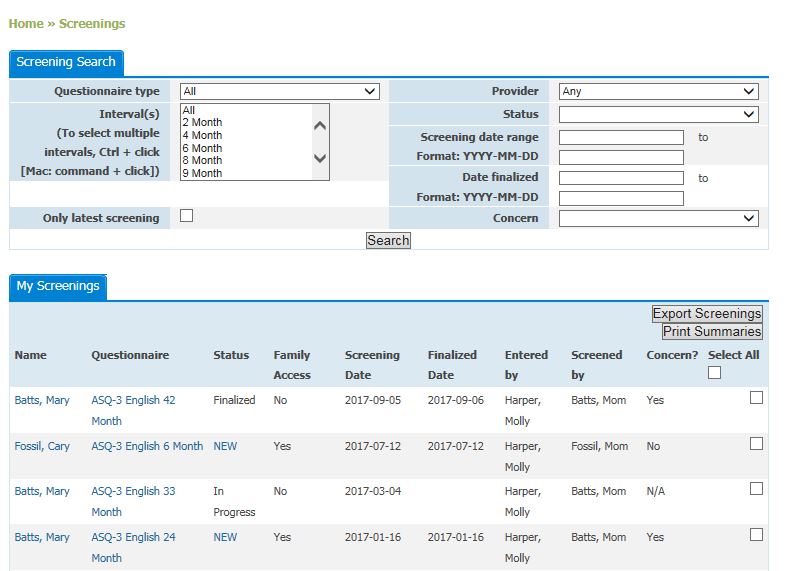 Home » Screenings
Screening Search
Questionnaire type All Provider Any
Interval(s) All Status
(To select multiple 2 Month
intervals, Ctrl + click 4 Month
[Mac: command + click]) 6 Month
8 Month
9 Month
Screening date range to
Format: YYYY-MM-DD
Date finalized to
Format: YYYY-MM-DD
Only latest screening Concern
Search
My Screenings
Export Screenings
Print Summaries
Name Questionnaire Status Family Screening Finalized Entered Screened Concern? Select All
Access Date Date by by
Batts, Mary ASQ-3 English 42 Finalized No 2017-09-05 2017-09-06 Harper, Batts, Mom Yes
Month Molly
Fossil, Cary ASQ-3 English 6 Month NEW Yes 2017-07-12 2017-07-12 Harper, Fossil, Mom No
Molly
Batts, Mary ASQ-3 English 33 In No 2017-03-04 Harper, Batts, Mom N/A
Month Progress Molly
Batts, Mary ASQ-3 English 24 NEW Yes 2017-01-16 2017-01-16 Harper, Batts, Mom Yes
Month Molly